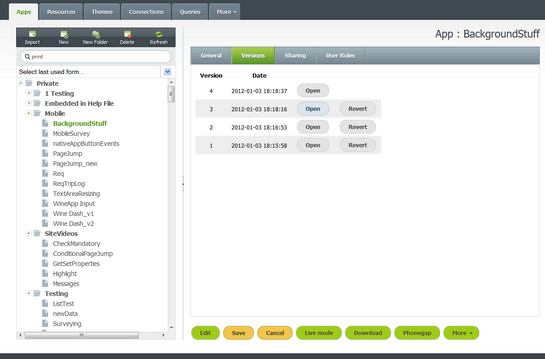 Apps Resources Themes Connections Queries More
App : BackgroundStuff
Import New New Folder Delete Refresh
print
Select last used form...
Private
1 Testing
Embedded in Help File
Mobile
BackgroundStuff
MobileSurvey
nativeAppButtonEvents
PageJump
PageJump_new
Req
ReqTripLog
TextAreaResizing
WineApp Input
Wine Dash_v1
Wine Dash_v2
SiteVideos
CheckMandatory
ConditionalPageJump
GetSetProperties
Highlight
Messages
Testing
ListTest
newData
Surveying
General Versions Sharing User Roles
Version Date
4 2012-01-03 18:18:37 Open
3 2012-01-03 18:18:16 Open Revert
2 2012-01-03 18:16:53 Open Revert
1 2012-01-03 18:15:58 Open Revert
Edit Save Cancel Live mode Download Phonegap More